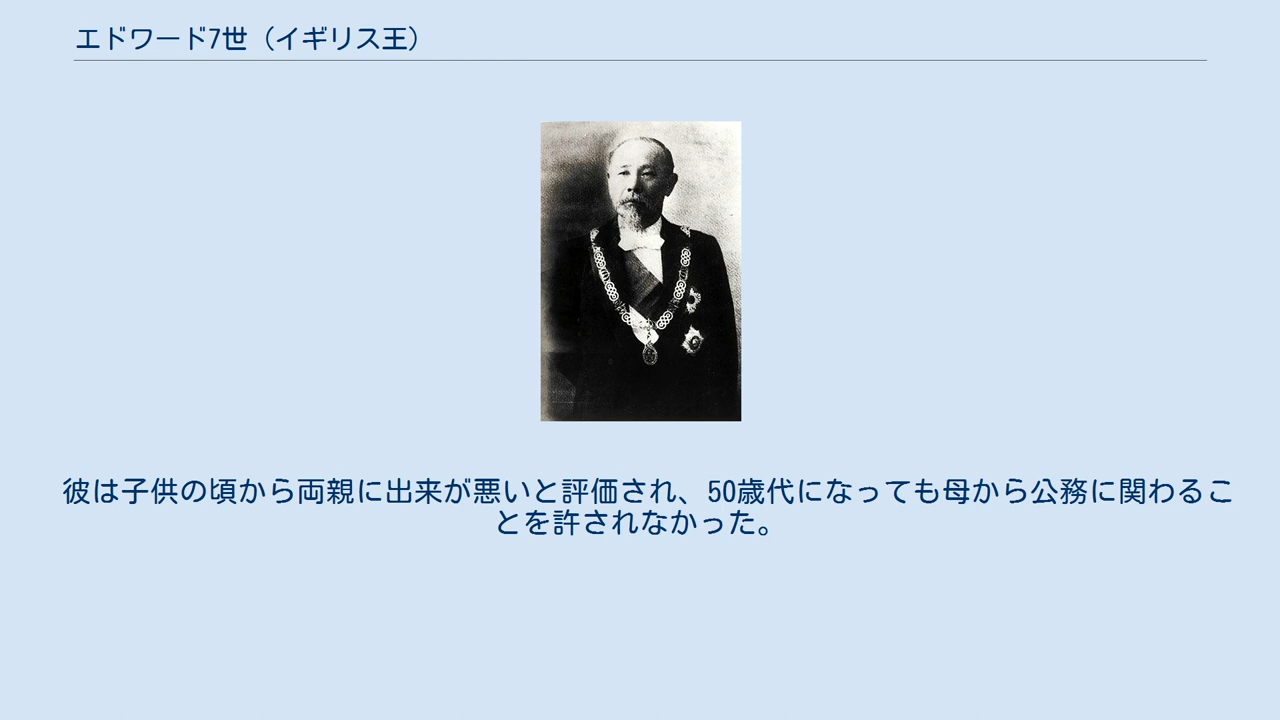 エドワード7世（イギリス王）
彼は子供の頃から両親に出来が悪いと評価され、50歳代になっても母から公務に関わるこ
とを許されなかった。